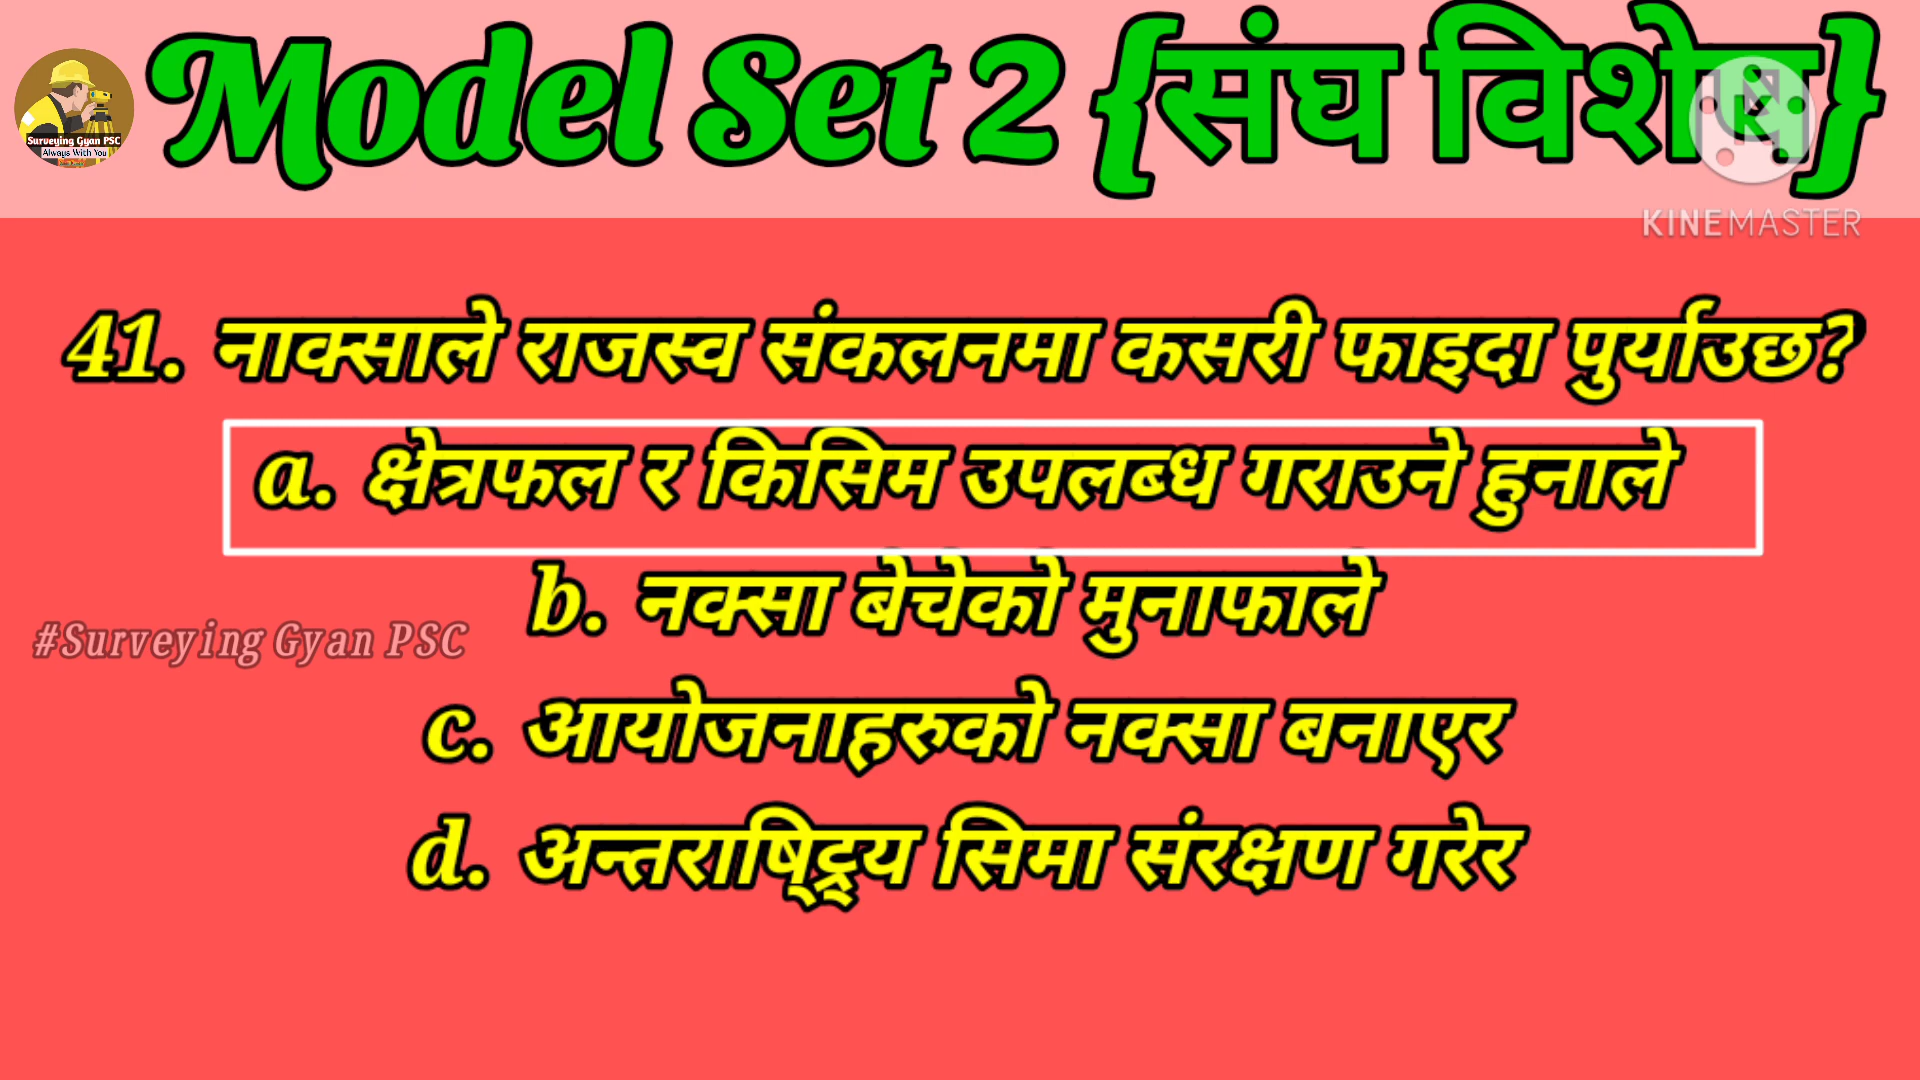 Model Set 2 {संघ विशेष}
Surveying Gyan PSC
Always With You
KINEMASTER
41. नाक्साले राजस्व संकलनमा कसरी फाइदा पुर्याउछ?
a. क्षेत्रफल र किसिम उपलब्ध गराउने हुनाले
b. नक्सा बेचेको मुनाफाले
#Surveying Gyan PSC
c. आयोजनाहरुको नक्सा बनाएर
d. अन्तराष्ट्रिय सिमा संरक्षण गरेर